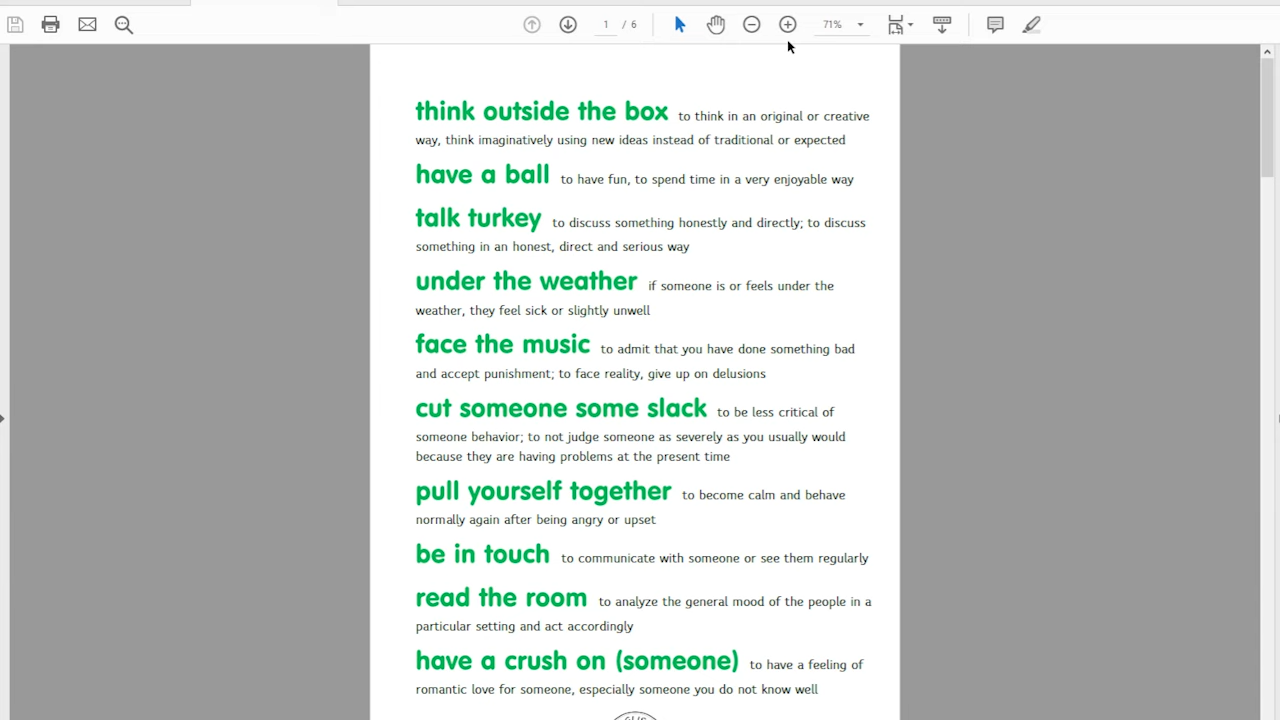 1 / 6
71%
think outside the box to think in an original or creative
way, think imaginatively using new ideas instead of traditional or expected
have a ball to have fun, to spend time in a very enjoyable way
talk turkey to discuss something honestly and directly; to discuss
something in an honest, direct and serious way
under the weather if someone is or feels under the
weather, they feel sick or slightly unwell
face the music to admit that you have done something bad
and accept punishment; to face reality, give up on delusions
cut someone some slack to be less critical of
someone behavior; to not judge someone as severely as you usually would
because they are having problems at the present time
pull yourself together to become calm and behave
normally again after being angry or upset
be in touch to communicate with someone or see them regularly
read the room to analyze the general mood of the people in a
particular setting and act accordingly
have a crush on (someone) to have a feeling of
romantic love for someone, especially someone you do not know well